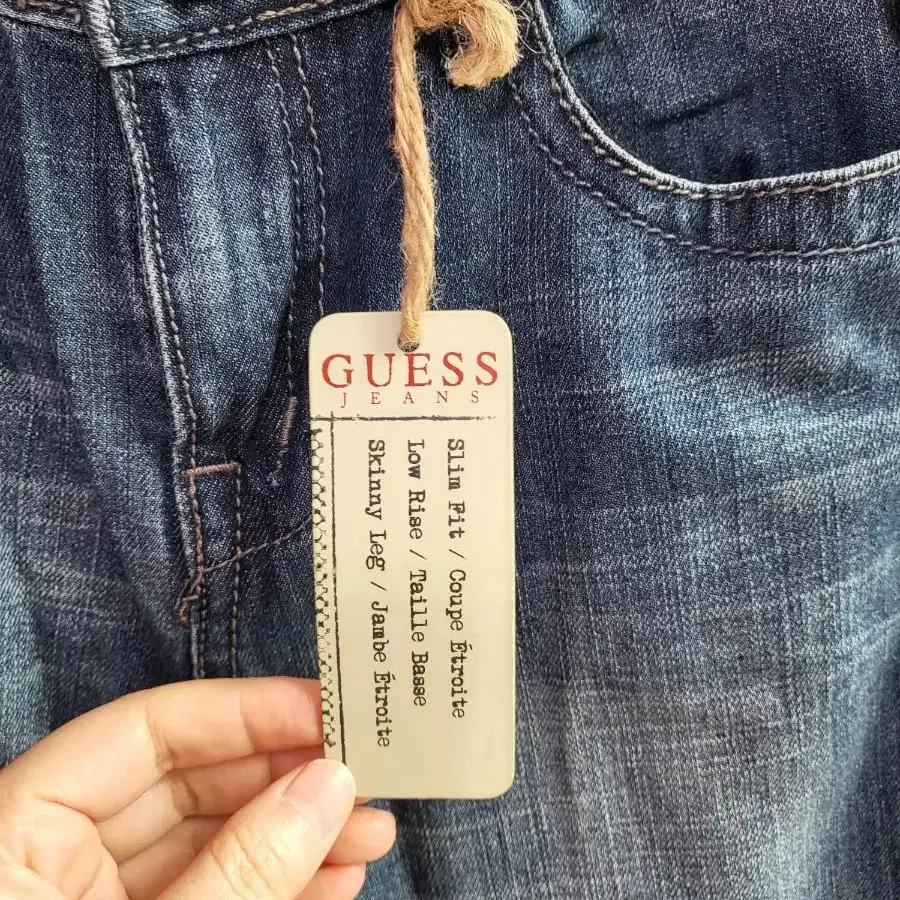 GUESS
JEANS
Slim Fit / Coupe Étroite
Low Rise / Taille Basse
Skinny Leg / Jambe Étroite